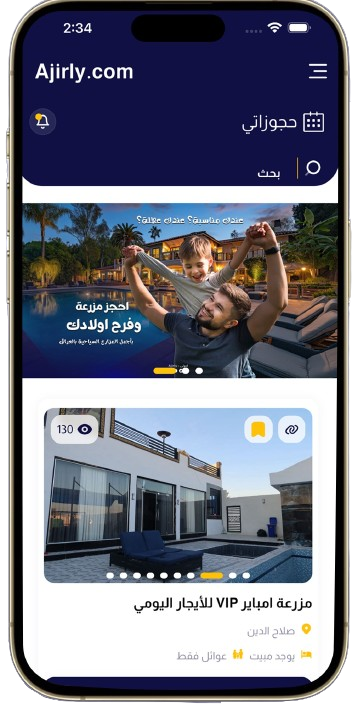 2:34
Ajirly.com
حجوزاتي
بحث
عندك مناسبة؟ عندك عائلة؟
احجز مزرعة
وفرح اولادك
بأجمل المزارع السياحية بالعراق
130
مزرعة امباير VIP للأيجار اليومي
صلاح الدين
يوجد مبيت عوائل فقط